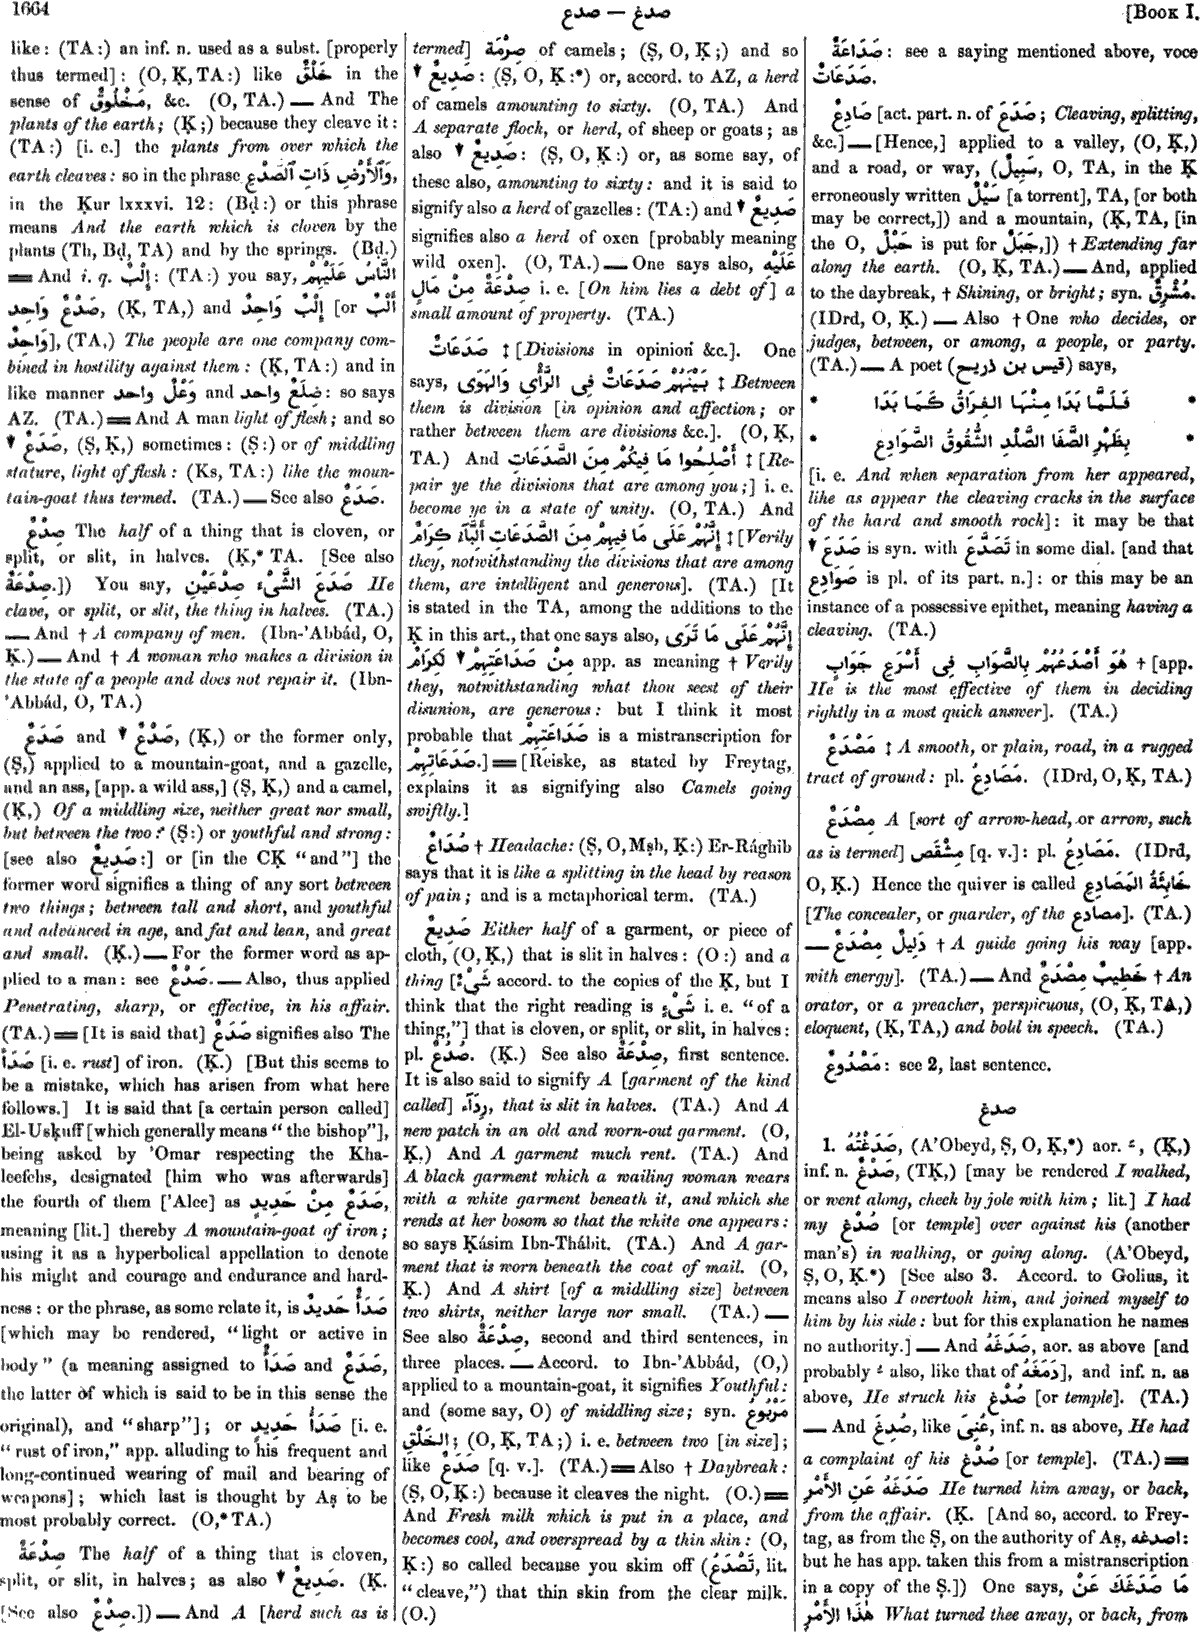 1664
صدع — صدغ
[BOOK I.
like: (TA:) an inf. n. used as a subst. [properly
thus termed]: (O, Ḳ, TA:) like خَلْقٌ in the
sense of مَخْلُوقٌ, &c. (O, TA.) — And The
plants of the earth; (Ḳ;) because they cleave it:
(TA:) [i. e.] the plants from over which the
earth cleaves: so in the phrase وَٱلْأَرْضِ ذَاتِ ٱلصَّدْعِ,
in the Ḳur lxxxvi. 12: (Bḍ:) or this phrase
means And the earth which is cloven by the
plants (Th, Bḍ, TA) and by the springs. (Bḍ.)
═ And i. q. إِلْبٌ: (TA:) you say, النَّاسُ عَلَيْهِمْ
صَدْعٌ وَاحِدٌ, (Ḳ, TA,) and إِلْبٌ وَاحِدٌ [or أَلْبٌ
وَاحِدٌ], (TA,) The people are one company com-
bined in hostility against them: (Ḳ, TA:) and in
like manner وَعْلٌ واحد and ضِلَعٌ واحد: so says
AZ. (TA.) ═ And A man light of flesh; and so
▼ صَدَعٌ, (Ṣ, Ḳ,) sometimes: (Ṣ:) or of middling
stature, light of flesh: (Ks, TA:) like the moun-
tain-goat thus termed. (TA.) — See also صَدَعٌ.
صِدْعٌ The half of a thing that is cloven, or
split, or slit, in halves. (Ḳ,* TA. [See also
صِدْعَةٌ.]) You say, صَدَعَ الشَّىْءَ صِدْعَيْنِ He
clave, or split, or slit, the thing in halves. (TA.)
— And † A company of men. (Ibn-'Abbád, O,
Ḳ.) — And † A woman who makes a division in
the state of a people and does not repair it. (Ibn-
'Abbád, O, TA.)
صَدَعٌ and ▼ صَدْعٌ, (Ḳ,) or the former only,
(Ṣ,) applied to a mountain-goat, and a gazelle,
and an ass, [app. a wild ass,] (Ṣ, Ḳ,) and a camel,
(Ḳ,) Of a middling size, neither great nor small,
but between the two: (Ṣ:) or youthful and strong:
[see also صَدِيعٌ:] or [in the CḲ "and"] the
former word signifies a thing of any sort between
two things; between tall and short, and youthful
and advanced in age, and fat and lean, and great
and small. (Ḳ.) — For the former word as ap-
plied to a man: see صَدْعٌ. — Also, thus applied
Penetrating, sharp, or effective, in his affair.
(TA.) ═ [It is said that] صَدَعٌ signifies also The
صَدَأ [i. e. rust] of iron. (Ḳ.) [But this seems to
be a mistake, which has arisen from what here
follows.] It is said that [a certain person called]
El-Usḳuff [which generally means "the bishop"],
being asked by 'Omar respecting the Kha-
leefehs, designated [him who was afterwards]
the fourth of them ['Alee] as صَدَعٌ مِنْ حَدِيدٍ,
meaning [lit.] thereby A mountain-goat of iron;
using it as a hyperbolical appellation to denote
his might and courage and endurance and hard-
ness: or the phrase, as some relate it, is صَدَأٌ حَدِيدٌ
[which may be rendered, "light or active in
body" (a meaning assigned to صَدَأٌ and صَدَعٌ,
the latter of which is said to be in this sense the
original), and "sharp"]; or صَدَأُ حَدِيدٍ [i. e.
"rust of iron," app. alluding to his frequent and
long-continued wearing of mail and bearing of
weapons]; which last is thought by Aṣ to be
most probably correct. (O,* TA.)
صِدْعَةٌ The half of a thing that is cloven,
split, or slit, in halves; as also ▼ صَدِيعٌ. (Ḳ.
[See also صِدْعٌ.]) — And A [herd such as is
termed] صِرْمَة of camels; (Ṣ, O, Ḳ;) and so
▼ صَدِيعٌ: (Ṣ, O, Ḳ:*) or, accord. to AZ, a herd
of camels amounting to sixty. (O, TA.) And
A separate flock, or herd, of sheep or goats; as
also ▼ صَدِيعٌ: (Ṣ, O, Ḳ:) or, as some say, of
these also, amounting to sixty: and it is said to
signify also a herd of gazelles: (TA:) and ▼ صَدِيعٌ
signifies also a herd of oxen [probably meaning
wild oxen]. (O, TA.) — One says also, عَلَيْهِ
صِدْعَةٌ مِنْ مَالٍ i. e. [On him lies a debt of] a
small amount of property. (TA.)
صَدَعَاتٌ ‡ [Divisions in opinion &c.]. One
says, بَيْنَهُمْ صَدَعَاتٌ فِى الرَّأْىِ وَالهَوَى ‡ Between
them is division [in opinion and affection; or
rather between them are divisions &c.]. (O, Ḳ,
TA.) And أَصْلِحُوا مَا فِيكُمْ مِنَ الصَّدَعَاتِ ‡ [Re-
pair ye the divisions that are among you;] i. e.
become ye in a state of unity. (O, TA.) And
إِنَّهُمْ عَلَى مَا فِيهِمْ مِنَ الصَّدَعَاتِ أَلِبَّآءُ كِرَامٌ ‡ [Verily
they, notwithstanding the divisions that are among
them, are intelligent and generous]. (TA.) [It
is stated in the TA, among the additions to the
Ḳ in this art., that one says also, إِنَّهُمْ عَلَى مَا تَرَى
مِنْ صَدَاعَتِهِمْ ▼ لَكِرَامٌ app. as meaning † Verily
they, notwithstanding what thou seest of their
disunion, are generous: but I think it most
probable that صَدَاعَتِهِمْ is a mistranscription for
صَدَعَاتِهِمْ.] ═ [Reiske, as stated by Freytag,
explains it as signifying also Camels going
swiftly.]
صُدَاعٌ † Headache: (Ṣ, O, Mṣb, Ḳ:) Er-Rághib
says that it is like a splitting in the head by reason
of pain; and is a metaphorical term. (TA.)
صَدِيعٌ Either half of a garment, or piece of
cloth, (O, Ḳ,) that is slit in halves: (O:) and a
thing [شَىْءٌ accord. to the copies of the Ḳ, but I
think that the right reading is شَىْءٍ i. e. "of a
thing,"] that is cloven, or split, or slit, in halves:
pl. صُدُعٌ. (Ḳ.) See also صِدْعَةٌ, first sentence.
It is also said to signify A [garment of the kind
called] رِدَآء, that is slit in halves. (TA.) And A
new patch in an old and worn-out garment. (O,
Ḳ.) And A garment much rent. (TA.) And
A black garment which a wailing woman wears
with a white garment beneath it, and which she
rends at her bosom so that the white one appears:
so says Ḳásim Ibn-Thábit. (TA.) And A gar-
ment that is worn beneath the coat of mail. (O,
Ḳ.) And A shirt [of a middling size] between
two shirts, neither large nor small. (TA.) —
See also صِدْعَةٌ, second and third sentences, in
three places. — Accord. to Ibn-'Abbád, (O,)
applied to a mountain-goat, it signifies Youthful:
and (some say, O) of middling size; syn. مَرْبُوعُ
الخَلْقِ; (O, Ḳ, TA;) i. e. between two [in size];
like صَدَعٌ [q. v.]. (TA.) ═ Also † Daybreak:
(Ṣ, O, Ḳ:) because it cleaves the night. (O.) ═
And Fresh milk which is put in a place, and
becomes cool, and overspread by a thin skin: (O,
Ḳ:) so called because you skim off (تَصْدَعُ, lit.
"cleave,") that thin skin from the clear milk.
(O.)
صَدَاعَةٌ: see a saying mentioned above, voce
صَدَعَاتٌ.
صَادِعٌ [act. part. n. of صَدَعَ; Cleaving, splitting,
&c.] — [Hence,] applied to a valley, (O, Ḳ,)
and a road, or way, (سَبِيلٌ, O, TA, in the Ḳ
erroneously written سَيْلٌ [a torrent], TA, [or both
may be correct,]) and a mountain, (Ḳ, TA, [in
the O, حَبْلٌ is put for جَبَلٌ,]) † Extending far
along the earth. (O, Ḳ, TA.) — And, applied
to the daybreak, † Shining, or bright; syn. مُشْرِقٌ.
(IDrd, O, Ḳ.) — Also † One who decides, or
judges, between, or among, a people, or party.
(TA.) — A poet (قيس بن ذريح) says,
* فَلَمَّا بَدَا مِنْهَا الفِرَاقُ كَمَا بَدَا *
* بِظَهْرِ الصَّفَا الصَّلْدِ الشُّقُوقُ الصَّوَادِع *
[i. e. And when separation from her appeared,
like as appear the cleaving cracks in the surface
of the hard and smooth rock]: it may be that
▼ صَدَعَ is syn. with تَصَدَّعَ in some dial. [and that
صَوَادِع is pl. of its part. n.]: or this may be an
instance of a possessive epithet, meaning having a
cleaving. (TA.)
هُوَ أَصْدَعُهُمْ بِالصَّوَابِ فِى أَسْرَعِ جَوَابٍ † [app.
He is the most effective of them in deciding
rightly in a most quick answer]. (TA.)
مَصْدَعٌ ‡ A smooth, or plain, road, in a rugged
tract of ground: pl. مَصَادِعُ. (IDrd, O, Ḳ, TA.)
مِصْدَعٌ A [sort of arrow-head, or arrow, such
as is termed] مِشْقَص [q. v.]: pl. مَصَادِعُ. (IDrd,
O, Ḳ.) Hence the quiver is called خَابِئَةُ المَصَادِعِ
[The concealer, or guarder, of the مصادع]. (TA.)
— دَلِيلٌ مِصْدَعٌ † A guide going his way [app.
with energy]. (TA.) — And خَطِيبٌ مِصْدَعٌ † An
orator, or a preacher, perspicuous, (O, Ḳ, TA,)
eloquent, (Ḳ, TA,) and bold in speech. (TA.)
مَصْدُوعٌ: see 2, last sentence.
صدغ
1. صَدَغْتُهُ, (A'Obeyd, Ṣ, O, Ḳ,*) aor. ـَ, (Ḳ,)
inf. n. صَدْغٌ, (TḲ,) [may be rendered I walked,
or went along, cheek by jole with him; lit.] I had
my صُدْغ [or temple] over against his (another
man's) in walking, or going along. (A'Obeyd,
Ṣ, O, Ḳ.*) [See also 3. Accord. to Golius, it
means also I overtook him, and joined myself to
him by his side: but for this explanation he names
no authority.] — And صَدَغَهُ, aor. as above [and
probably ـُ also, like that of دَمَغَهُ], and inf. n. as
above, He struck his صُدْغ [or temple]. (TA.)
— And صُدِغَ, like عُنِىَ, inf. n. as above, He had
a complaint of his صُدْغ [or temple]. (TA.) ═
صَدَغَهُ عَنِ الأَمْرِ He turned him away, or back,
from the affair. (Ḳ. [And so, accord. to Frey-
tag, as from the Ṣ, on the authority of Aṣ, اصدغه:
but he has app. taken this from a mistranscription
in a copy of the Ṣ.]) One says, مَا صَدَغَكَ عَنْ
هٰذَا الأَمْرِ What turned thee away, or back, from